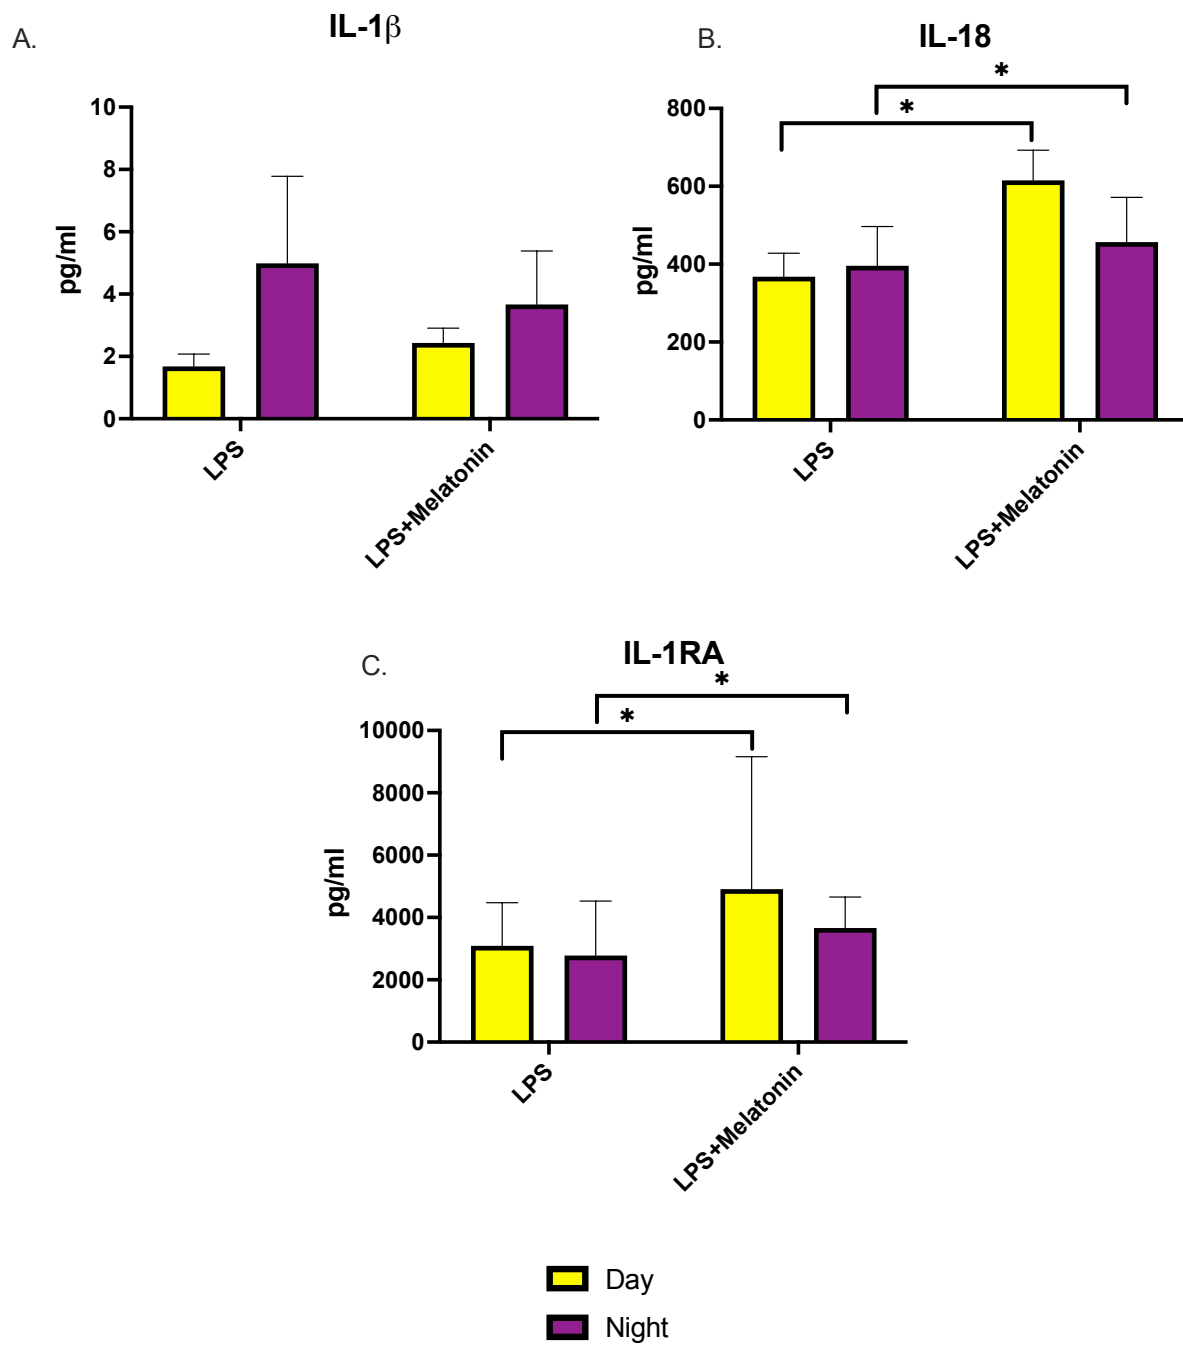 A.
IL-1β
10
8
6
4
2
0
pg/ml
LPS
LPS+Melatonin
B.
IL-18
*
*
800
600
400
200
0
pg/ml
LPS
LPS+Melatonin
C.
IL-1RA
*
*
10000
8000
6000
4000
2000
0
pg/ml
LPS
LPS+Melatonin
Day
Night